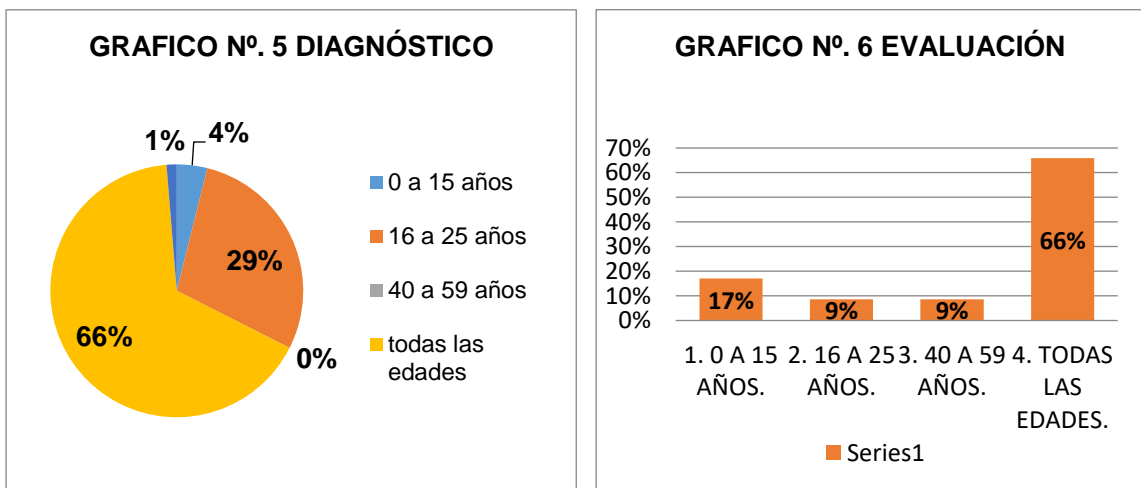 GRAFICO Nº. 5 DIAGNÓSTICO
1%
4%
29%
0%
66%
0 a 15 años
16 a 25 años
40 a 59 años
todas las
edades
GRAFICO Nº. 6 EVALUACIÓN
70%
60%
50%
40%
30%
20%
10%
0%
17%
9%
9%
66%
1. 0 A 15
AÑOS.
2. 16 A 25
AÑOS.
3. 40 A 59
AÑOS.
4. TODAS
LAS
EDADES.
Series1